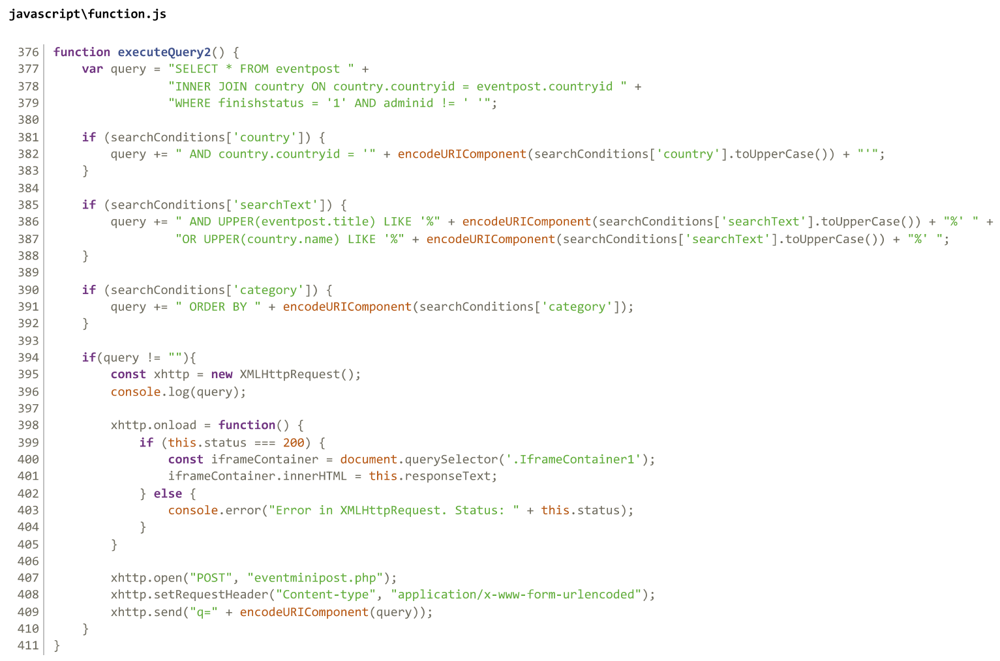 javascript\function.js
376 function executeQuery2() {
377     var query = "SELECT * FROM eventpost " +
378                 "INNER JOIN country ON country.countryid = eventpost.countryid " +
379                 "WHERE finishstatus = '1' AND adminid != ' '";
380
381     if (searchConditions['country']) {
382         query += " AND country.countryid = '" + encodeURIComponent(searchConditions['country'].toUpperCase()) + "'";
383     }
384
385     if (searchConditions['searchText']) {
386         query += " AND UPPER(eventpost.title) LIKE '%" + encodeURIComponent(searchConditions['searchText'].toUpperCase()) + "%' " +
387                  "OR UPPER(country.name) LIKE '%" + encodeURIComponent(searchConditions['searchText'].toUpperCase()) + "%' ";
388     }
389
390     if (searchConditions['category']) {
391         query += " ORDER BY " + encodeURIComponent(searchConditions['category']);
392     }
393
394     if(query != ""){
395         const xhttp = new XMLHttpRequest();
396         console.log(query);
397
398         xhttp.onload = function() {
399             if (this.status === 200) {
400                 const iframeContainer = document.querySelector('.IframeContainer1');
401                 iframeContainer.innerHTML = this.responseText;
402             } else {
403                 console.error("Error in XMLHttpRequest. Status: " + this.status);
404             }
405         }
406
407         xhttp.open("POST", "eventminipost.php");
408         xhttp.setRequestHeader("Content-type", "application/x-www-form-urlencoded");
409         xhttp.send("q=" + encodeURIComponent(query));
410     }
411 }